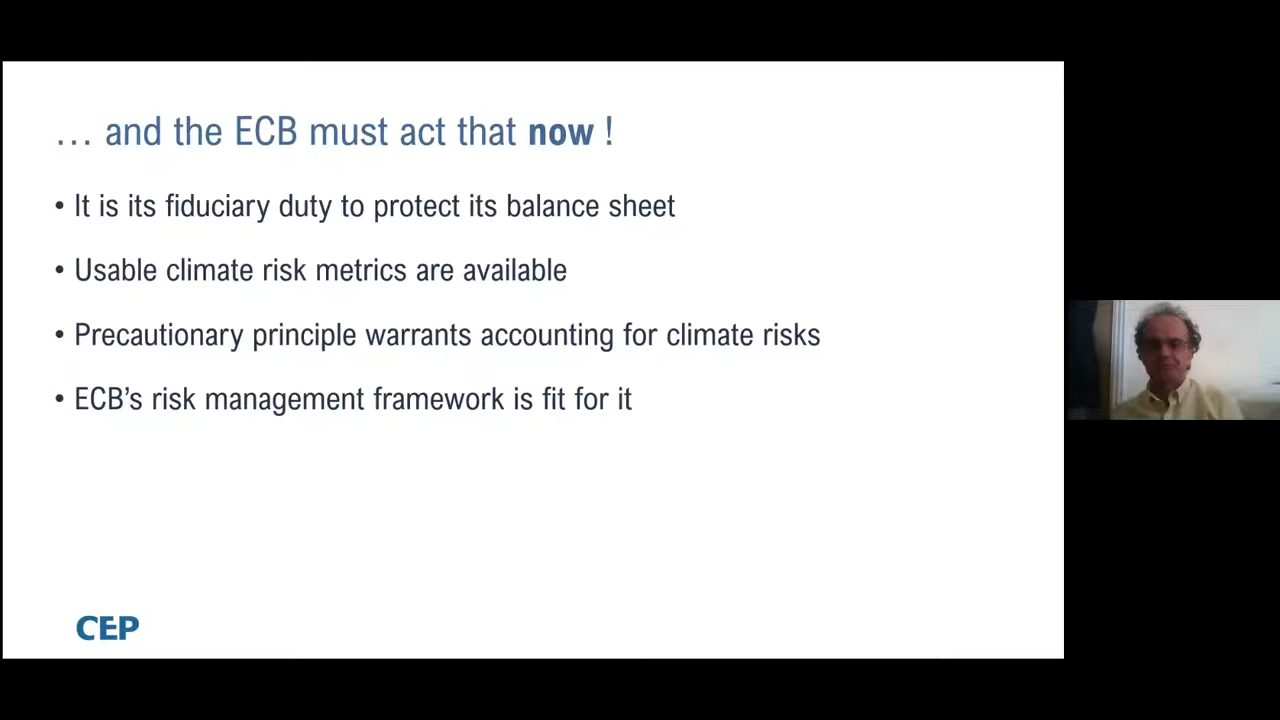 … and the ECB must act that now !
• It is its fiduciary duty to protect its balance sheet
• Usable climate risk metrics are available
• Precautionary principle warrants accounting for climate risks
• ECB’s risk management framework is fit for it
CEP